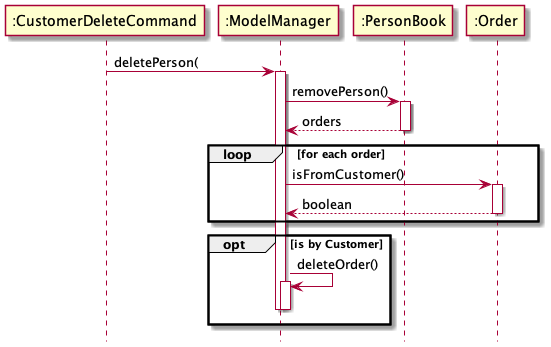 :CustomerDeleteCommand :ModelManager :PersonBook :Order
deletePerson(
removePerson()
orders
loop [for each order]
isFromCustomer()
boolean
opt [is by Customer]
deleteOrder()